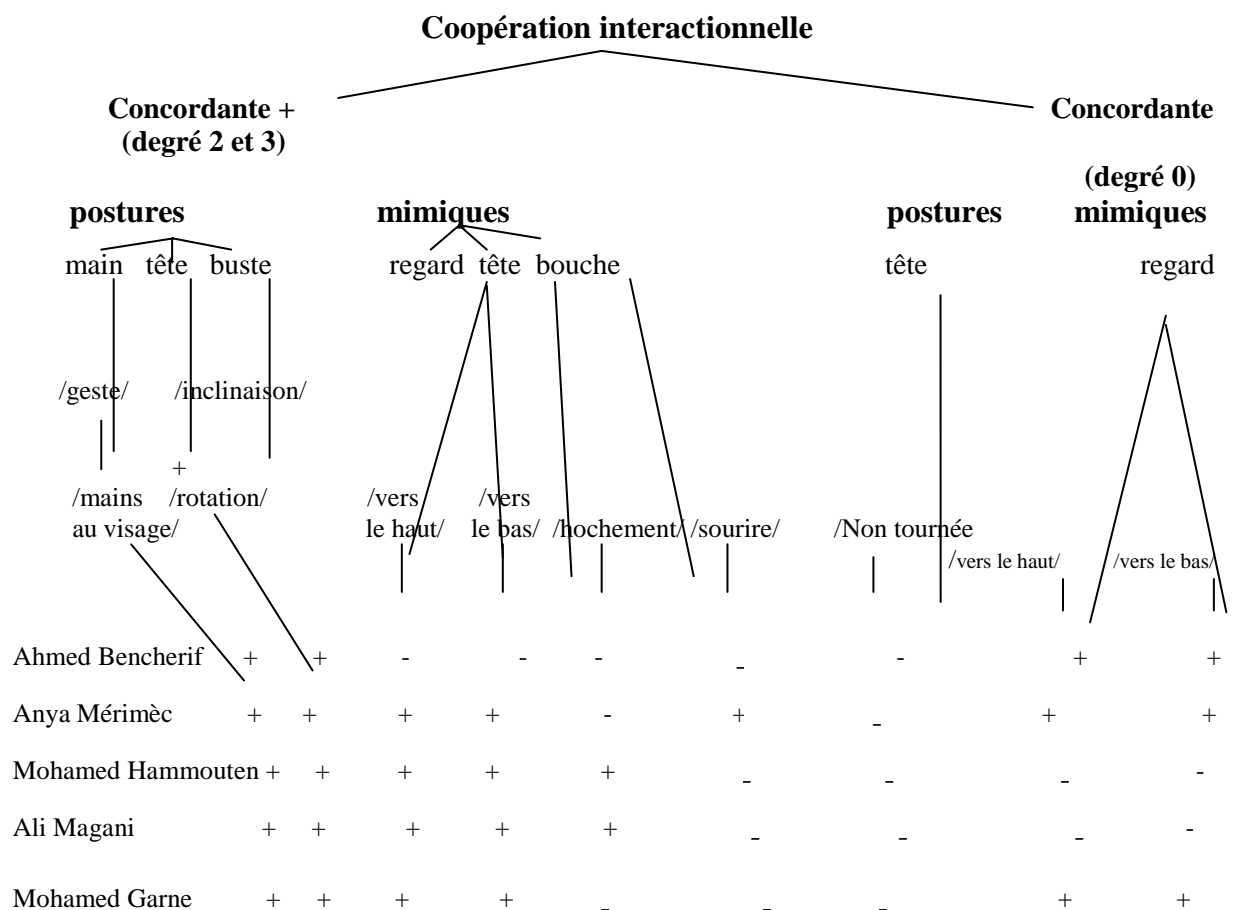 Coopération interactionnelle
Concordante + Concordante
(degré 2 et 3)
(degré 0)
postures mimiques postures mimiques
main tête buste regard tête bouche tête regard
/geste/ /inclinaison/
+
/mains /rotation/ /vers /vers
au visage/ le haut/ le bas/ /hochement/ /sourire/ /Non tournée
/vers le haut/ /vers le bas/
Ahmed Bencherif + + - - - - - + +
Anya Mérimèc + + + + - + - + +
Mohamed Hammouten + + + + + - - - -
Ali Magani + + + + + - - - -
Mohamed Garne + + + + - - - + +